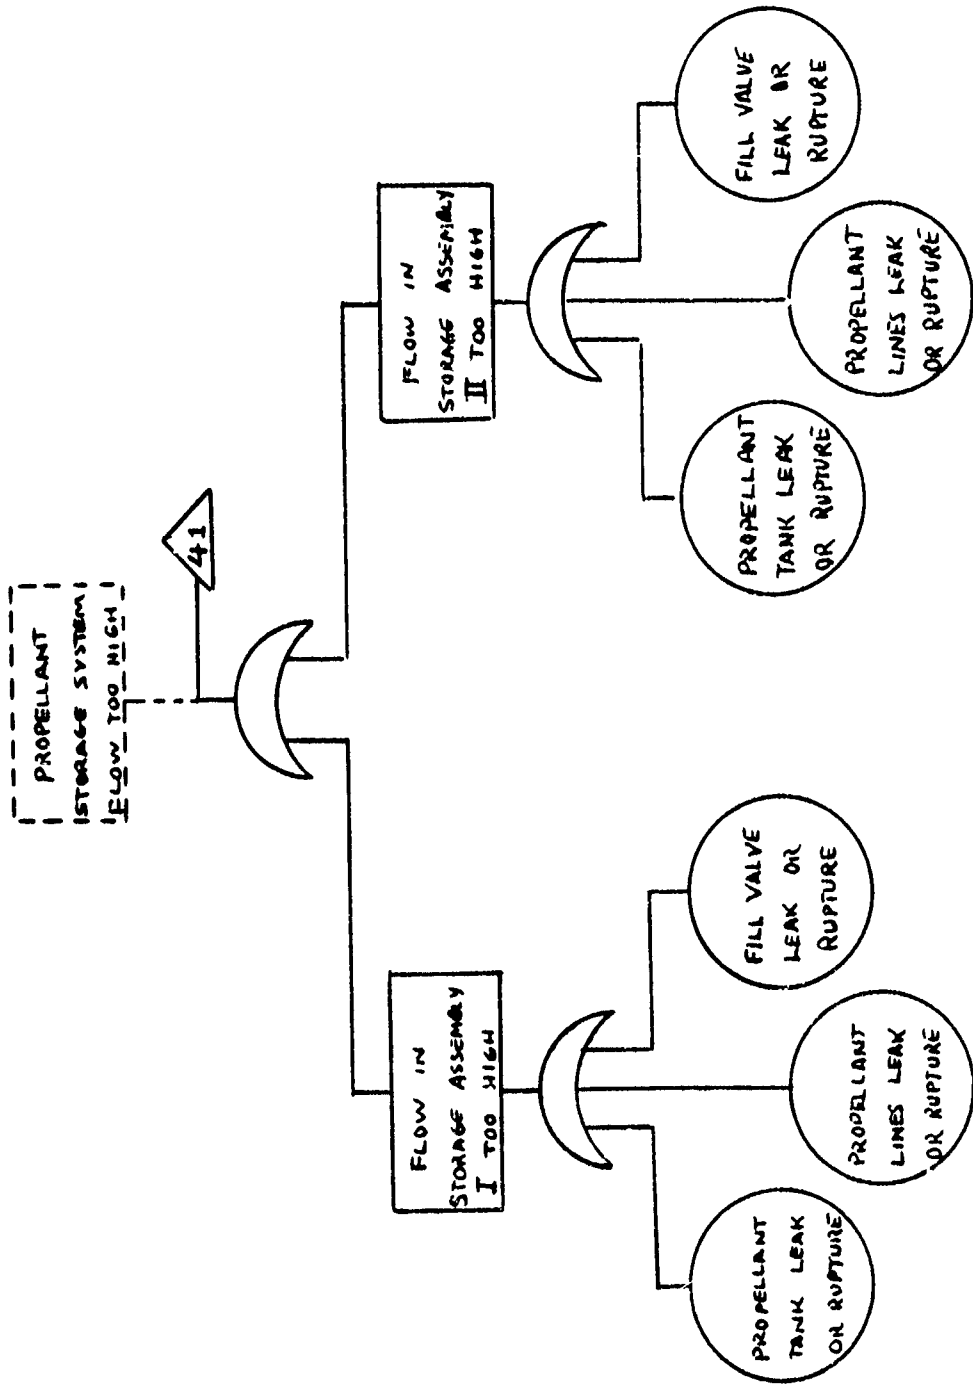 PROPELLANT
STORAGE SYSTEM
FLOW TOO HIGH
41
FLOW IN
STORAGE ASSEMBLY
I TOO HIGH
FLOW IN
STORAGE ASSEMBLY
II TOO HIGH
PROPELLANT
TANK LEAK
OR RUPTURE
PROPELLANT
LINES LEAK
OR RUPTURE
FILL VALVE
LEAK OR
RUPTURE
PROPELLANT
TANK LEAK
OR RUPTURE
PROPELLANT
LINES LEAK
OR RUPTURE
FILL VALVE
LEAK OR
RUPTURE